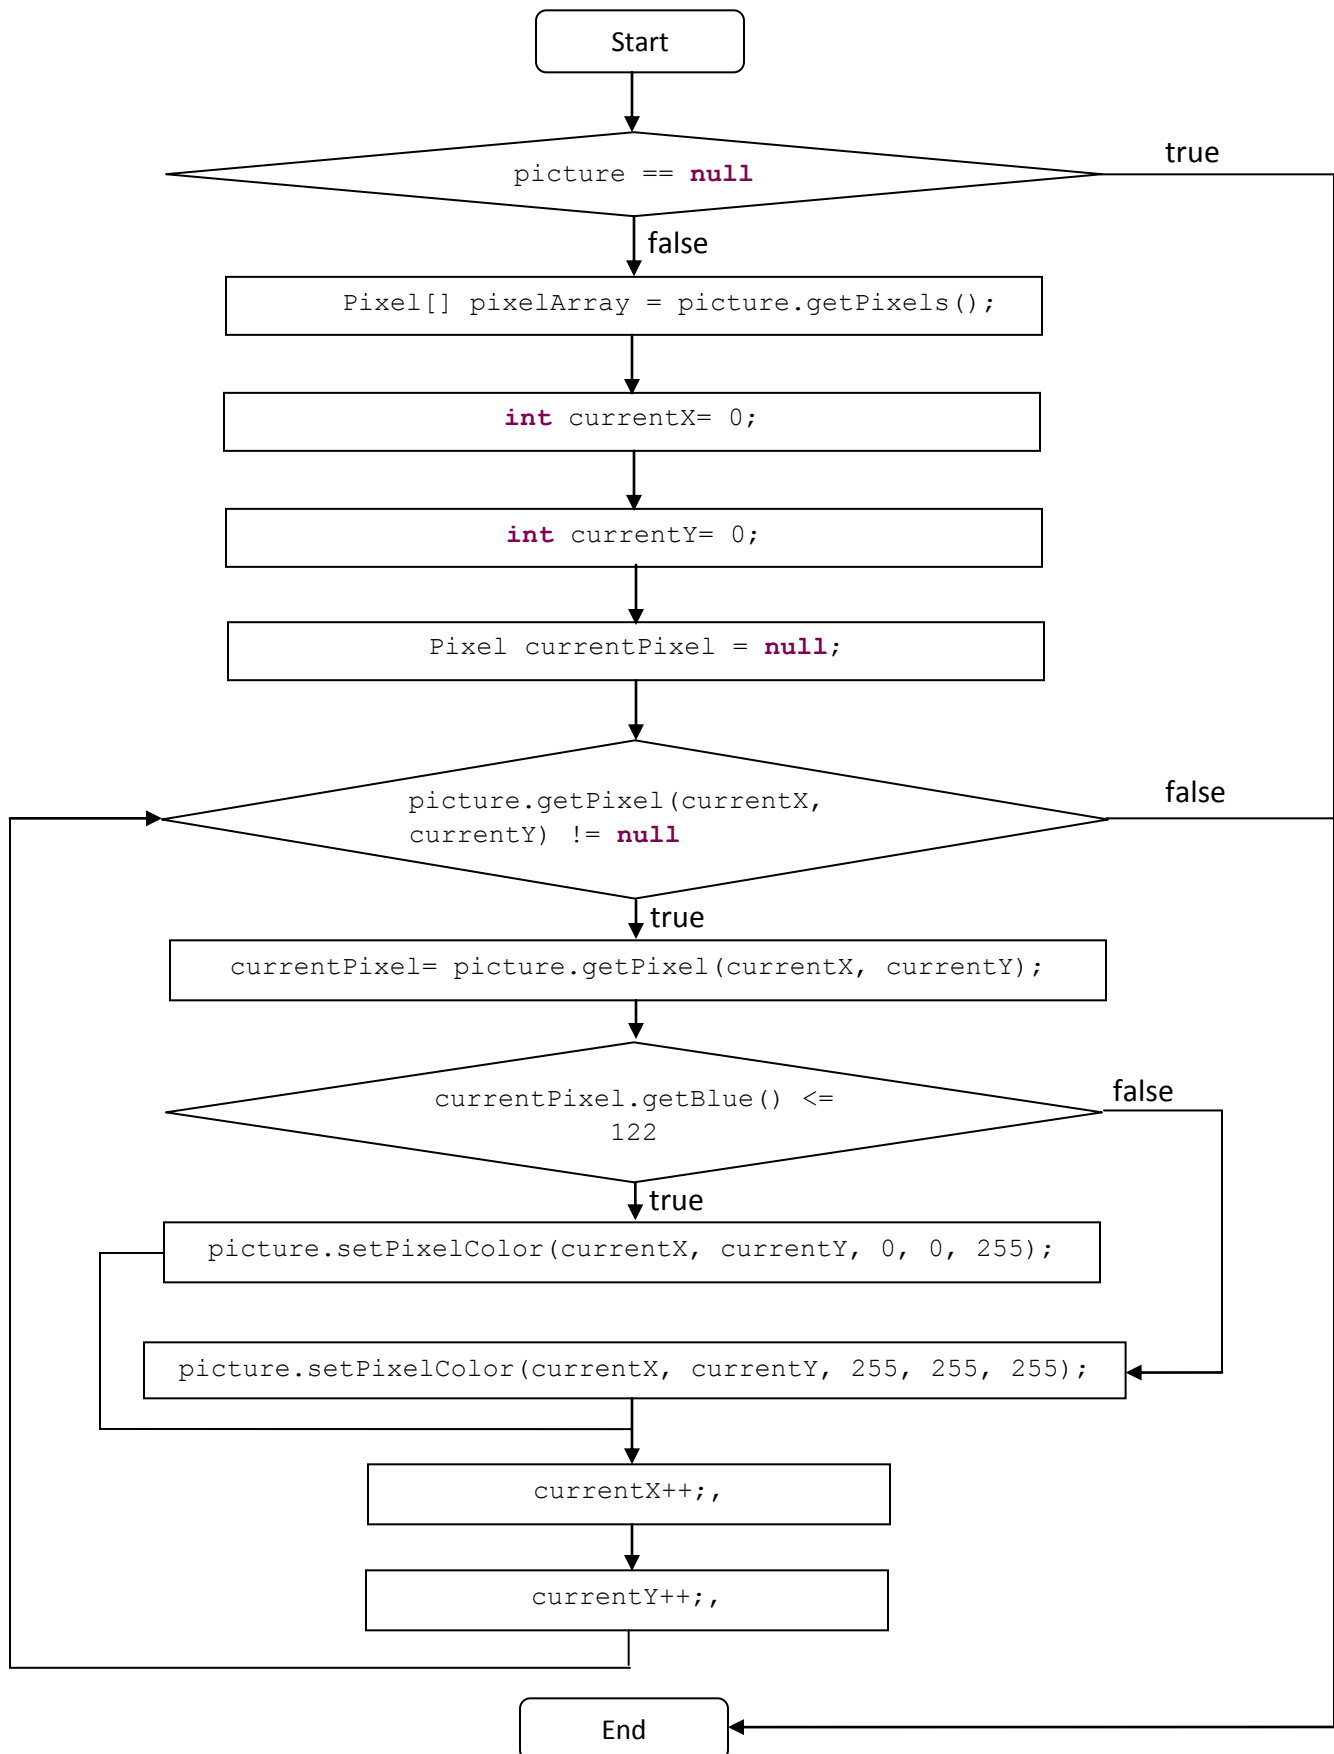 Start
picture == null
true
false
Pixel[] pixelArray = picture.getPixels();
int currentX= 0;
int currentY= 0;
Pixel currentPixel = null;
picture.getPixel(currentX,
currentY) != null
false
true
currentPixel= picture.getPixel(currentX, currentY);
currentPixel.getBlue() <=
122
false
true
picture.setPixelColor(currentX, currentY, 0, 0, 255);
picture.setPixelColor(currentX, currentY, 255, 255, 255);
currentX++;,
currentY++;,
End